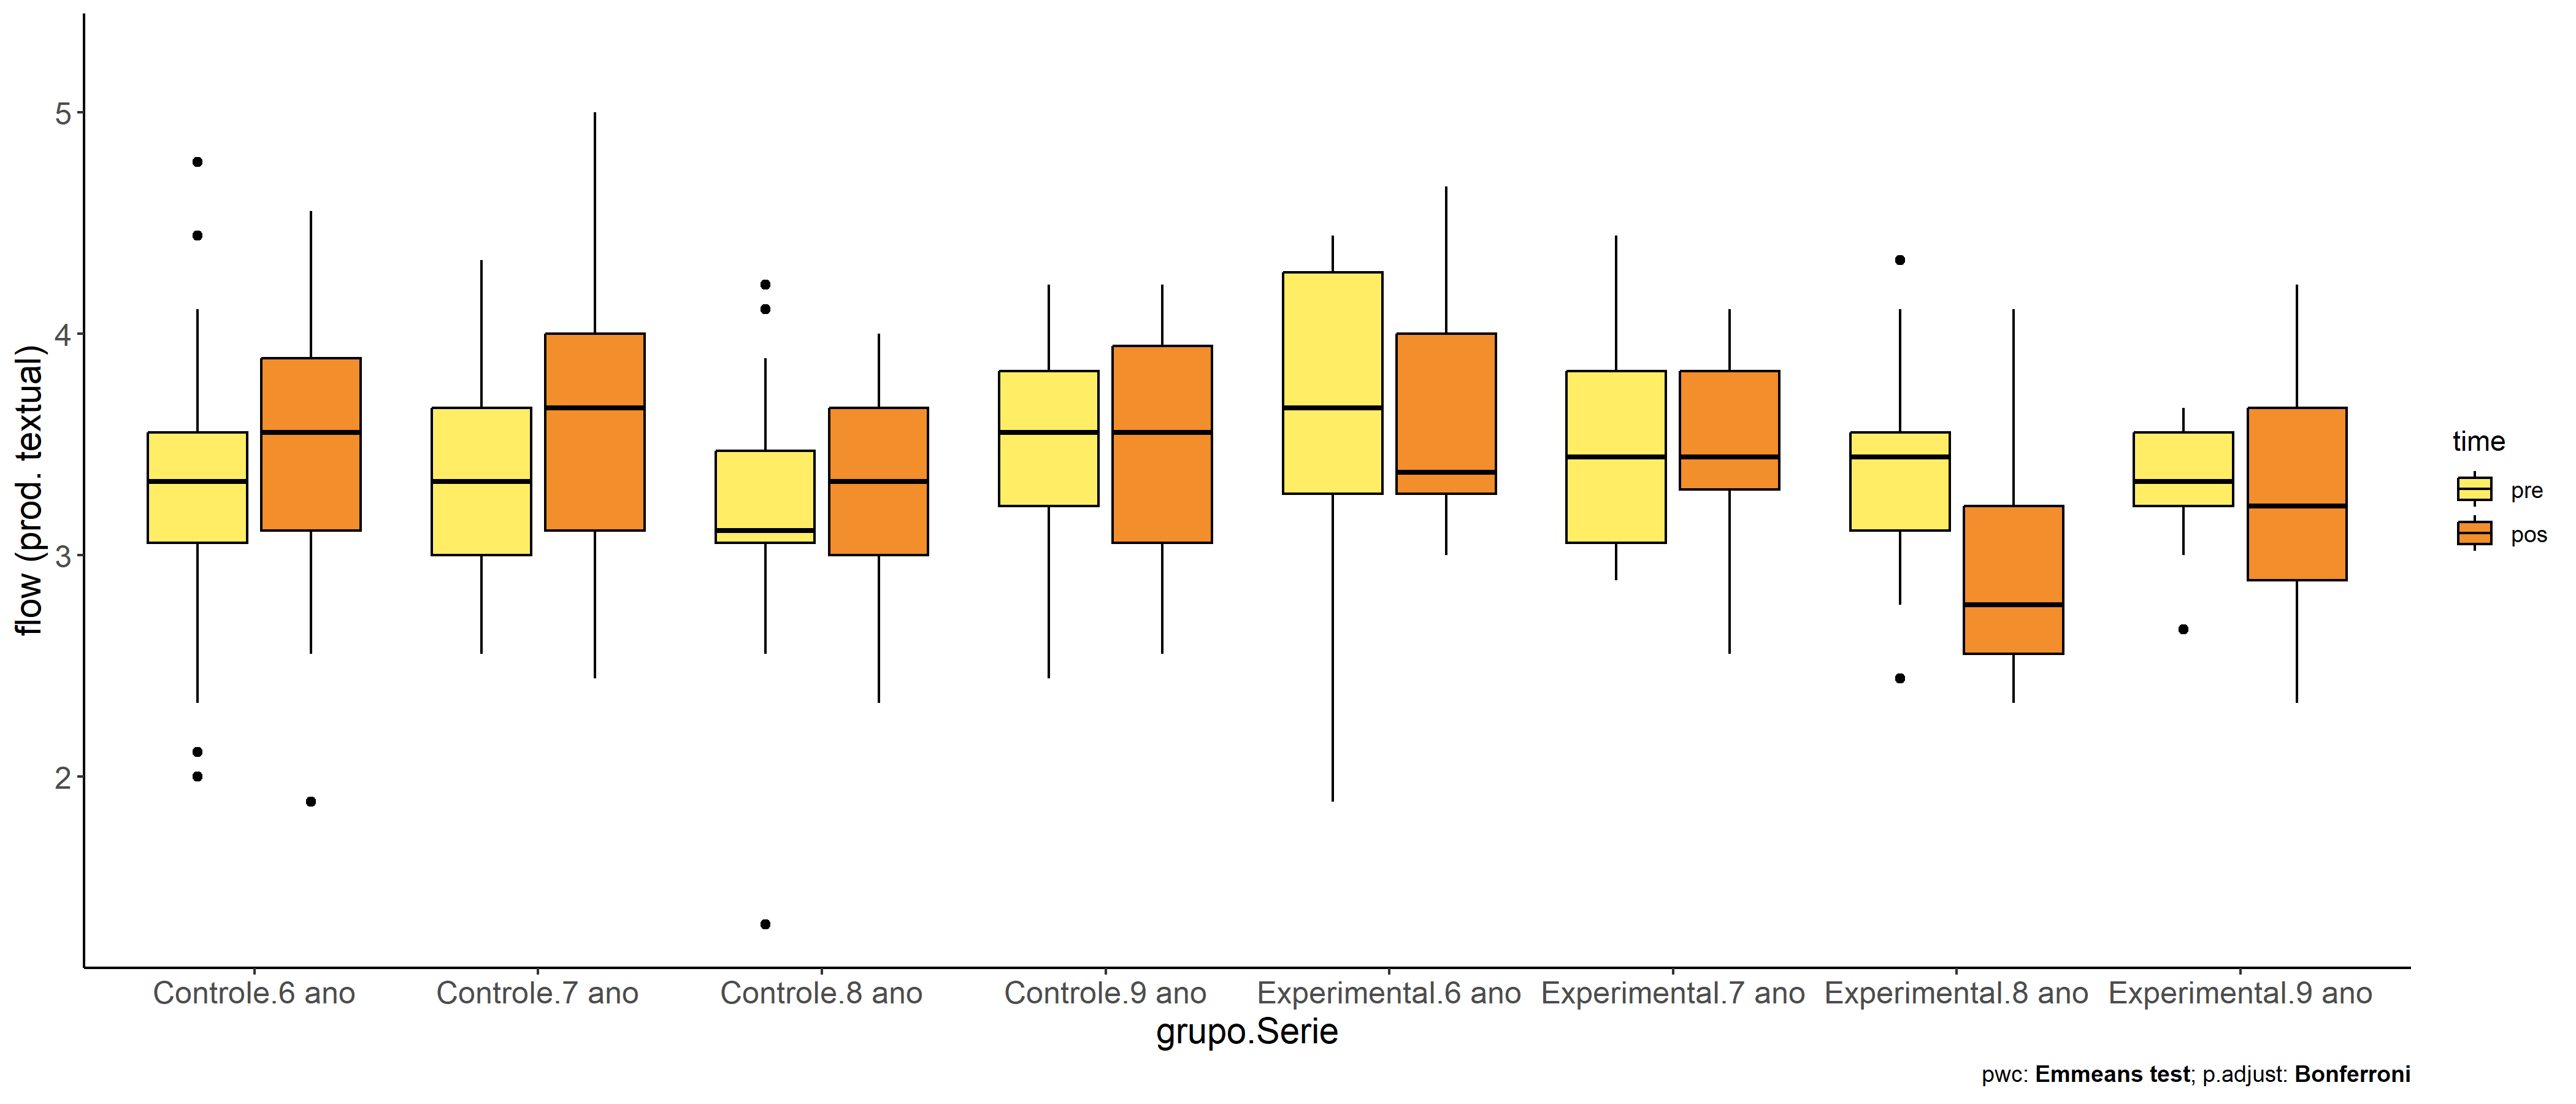 flow (prod. textual)
5
4
3
2
Controle.6 ano
Controle.7 ano
Controle.8 ano
Controle.9 ano
Experimental.6 ano
Experimental.7 ano
Experimental.8 ano
Experimental.9 ano
grupo.Serie
time
pre
pos
pwc: Emmeans test; p.adjust: Bonferroni